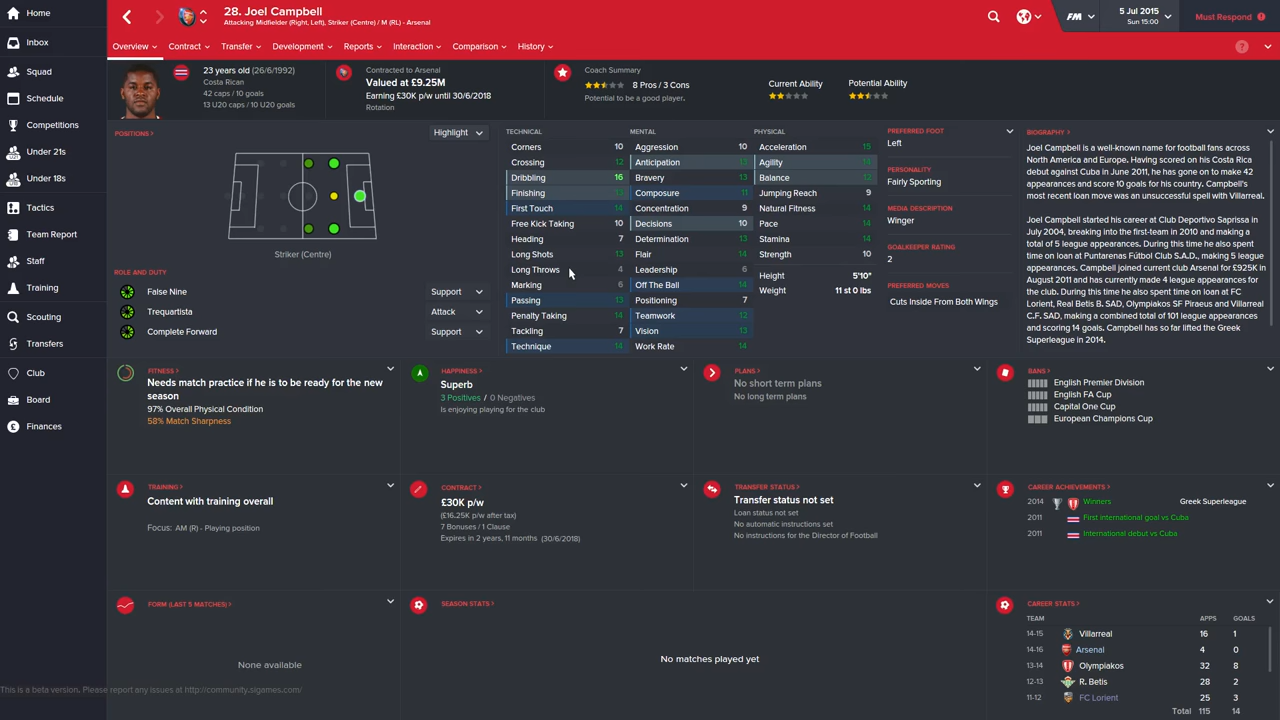 Home
Inbox
Squad
Schedule
Competitions
Under 21s
Under 18s
Tactics
Team Report
Staff
Training
Scouting
Transfers
Club
Board
Finances
28. Joel Campbell
Attacking Midfielder (Right, Left), Striker (Centre) / M (RL) - Arsenal
FM
5 Jul 2015
Sun 15:00
Must Respond
Overview
Contract
Transfer
Development
Reports
Interaction
Comparison
History
23 years old (26/6/1992)
Costa Rican
42 caps / 10 goals
13 U20 caps / 10 U20 goals
Contracted to Arsenal
Valued at £9.25M
Earning £30K p/w until 30/6/2018
Rotation
Coach Summary
8 Pros / 3 Cons
Potential to be a good player.
Current Ability
Potential Ability
POSITIONS
Highlight
Striker (Centre)
ROLE AND DUTY
False Nine Support
Trequartista Attack
Complete Forward Support
TECHNICAL
Corners 10
Crossing 12
Dribbling 16
Finishing
First Touch 14
Free Kick Taking 10
Heading 7
Long Shots 13
Long Throws 4
Marking 6
Passing 13
Penalty Taking 14
Tackling 7
Technique 14
MENTAL
Aggression 10
Anticipation
Bravery 13
Composure 11
Concentration 9
Decisions 10
Determination 13
Flair 14
Leadership 6
Off The Ball 14
Positioning 7
Teamwork 12
Vision 13
Work Rate 14
PHYSICAL
Acceleration 15
Agility
Balance
Jumping Reach 9
Natural Fitness 14
Pace 14
Stamina 14
Strength 10
Height 5'10"
Weight 11 st 0 lbs
PREFERRED FOOT
Left
PERSONALITY
Fairly Sporting
MEDIA DESCRIPTION
Winger
GOALKEEPER RATING
2
PREFERRED MOVES
Cuts Inside From Both Wings
BIOGRAPHY
Joel Campbell is a well-known name for football fans across
North America and Europe. Having scored on his Costa Rica
debut against Cuba in June 2011, he has gone on to make 42
appearances and score 10 goals for his country. Campbell's
most recent loan move was an unsuccessful spell with Villarreal.
Joel Campbell started his career at Club Deportivo Saprissa in
July 2004, breaking into the first-team in 2010 and making a
total of 5 league appearances. During this time he also spent
time on loan at Puntarenas Fútbol Club S.A.D., making 5 league
appearances. Campbell joined current club Arsenal for £925K in
August 2011 and has currently made 4 league appearances for
the club. During this time he also spent time on loan at FC
Lorient, Real Betis B. SAD, Olympiakos SF Piraeus and Villarreal
C.F. SAD, making a combined total of 101 league appearances
and scoring 14 goals. Campbell has so far lifted the Greek
Superleague in 2014.
FITNESS
Needs match practice if he is to be ready for the new
season
97% Overall Physical Condition
58% Match Sharpness
HAPPINESS
Superb
3 Positives / 0 Negatives
Is enjoying playing for the club
PLANS
No short term plans
No long term plans
BANS
English Premier Division
English FA Cup
Capital One Cup
European Champions Cup
TRAINING
Content with training overall
Focus: AM (R) - Playing position
CONTRACT
£30K p/w
(£16.25K p/w after tax)
7 Bonuses / 1 Clause
Expires in 2 years, 11 months (30/6/2018)
TRANSFER STATUS
Transfer status not set
Loan status not set
No automatic instructions set
No instructions for the Director of Football
CAREER ACHIEVEMENTS
2014 Winners Greek Superleague
2011 First international goal vs Cuba
2011 International debut vs Cuba
FORM (LAST 5 MATCHES)
None available
SEASON STATS
No matches played yet
CAREER STATS
TEAM APPS GOALS
14-15 Villarreal 16 1
14-16 Arsenal 4 0
13-14 Olympiakos 32 8
12-13 R. Betis 28 2
11-12 FC Lorient 25 3
Total 115 14
This is a beta version. Please report any issues at http://community.sigames.com/